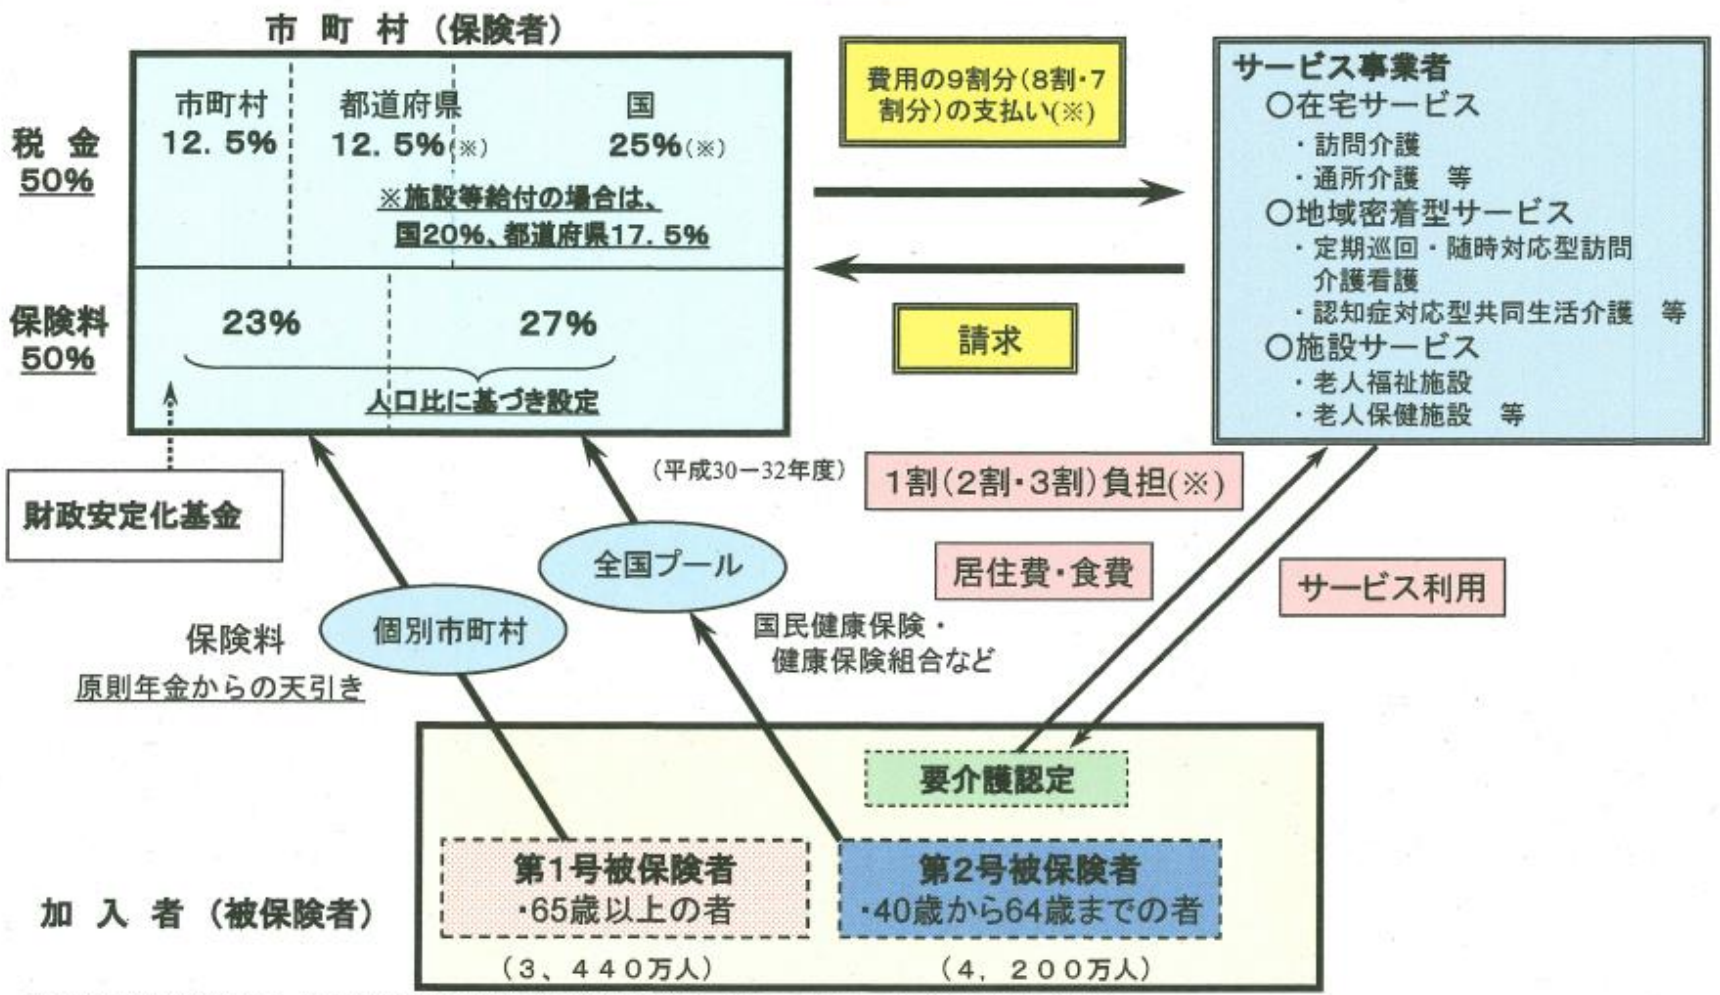 市 町 村 （保険者）
税 金
50%
市町村
12．5%
都道府県
12．5%（※）
国
25%（※）
※施設等給付の場合は、
国20%、都道府県17．5%
保険料
50%
23%
27%
人口比に基づき設定
費用の９割分（８割・７
割分）の支払い（※）
請求
サービス事業者
○在宅サービス
・訪問介護
・通所介護　等
○地域密着型サービス
・定期巡回・随時対応型訪問
介護看護
・認知症対応型共同生活介護　等
○施設サービス
・老人福祉施設
・老人保健施設　等
財政安定化基金
（平成30－32年度）
１割（２割・３割）負担（※）
居住費・食費
サービス利用
全国プール
個別市町村
保険料
原則年金からの天引き
国民健康保険・
健康保険組合など
要介護認定
加 入 者 （被保険者）
第１号被保険者
・65歳以上の者
（３、４４０万人）
第２号被保険者
・40歳から64歳までの者
（４，２００万人）